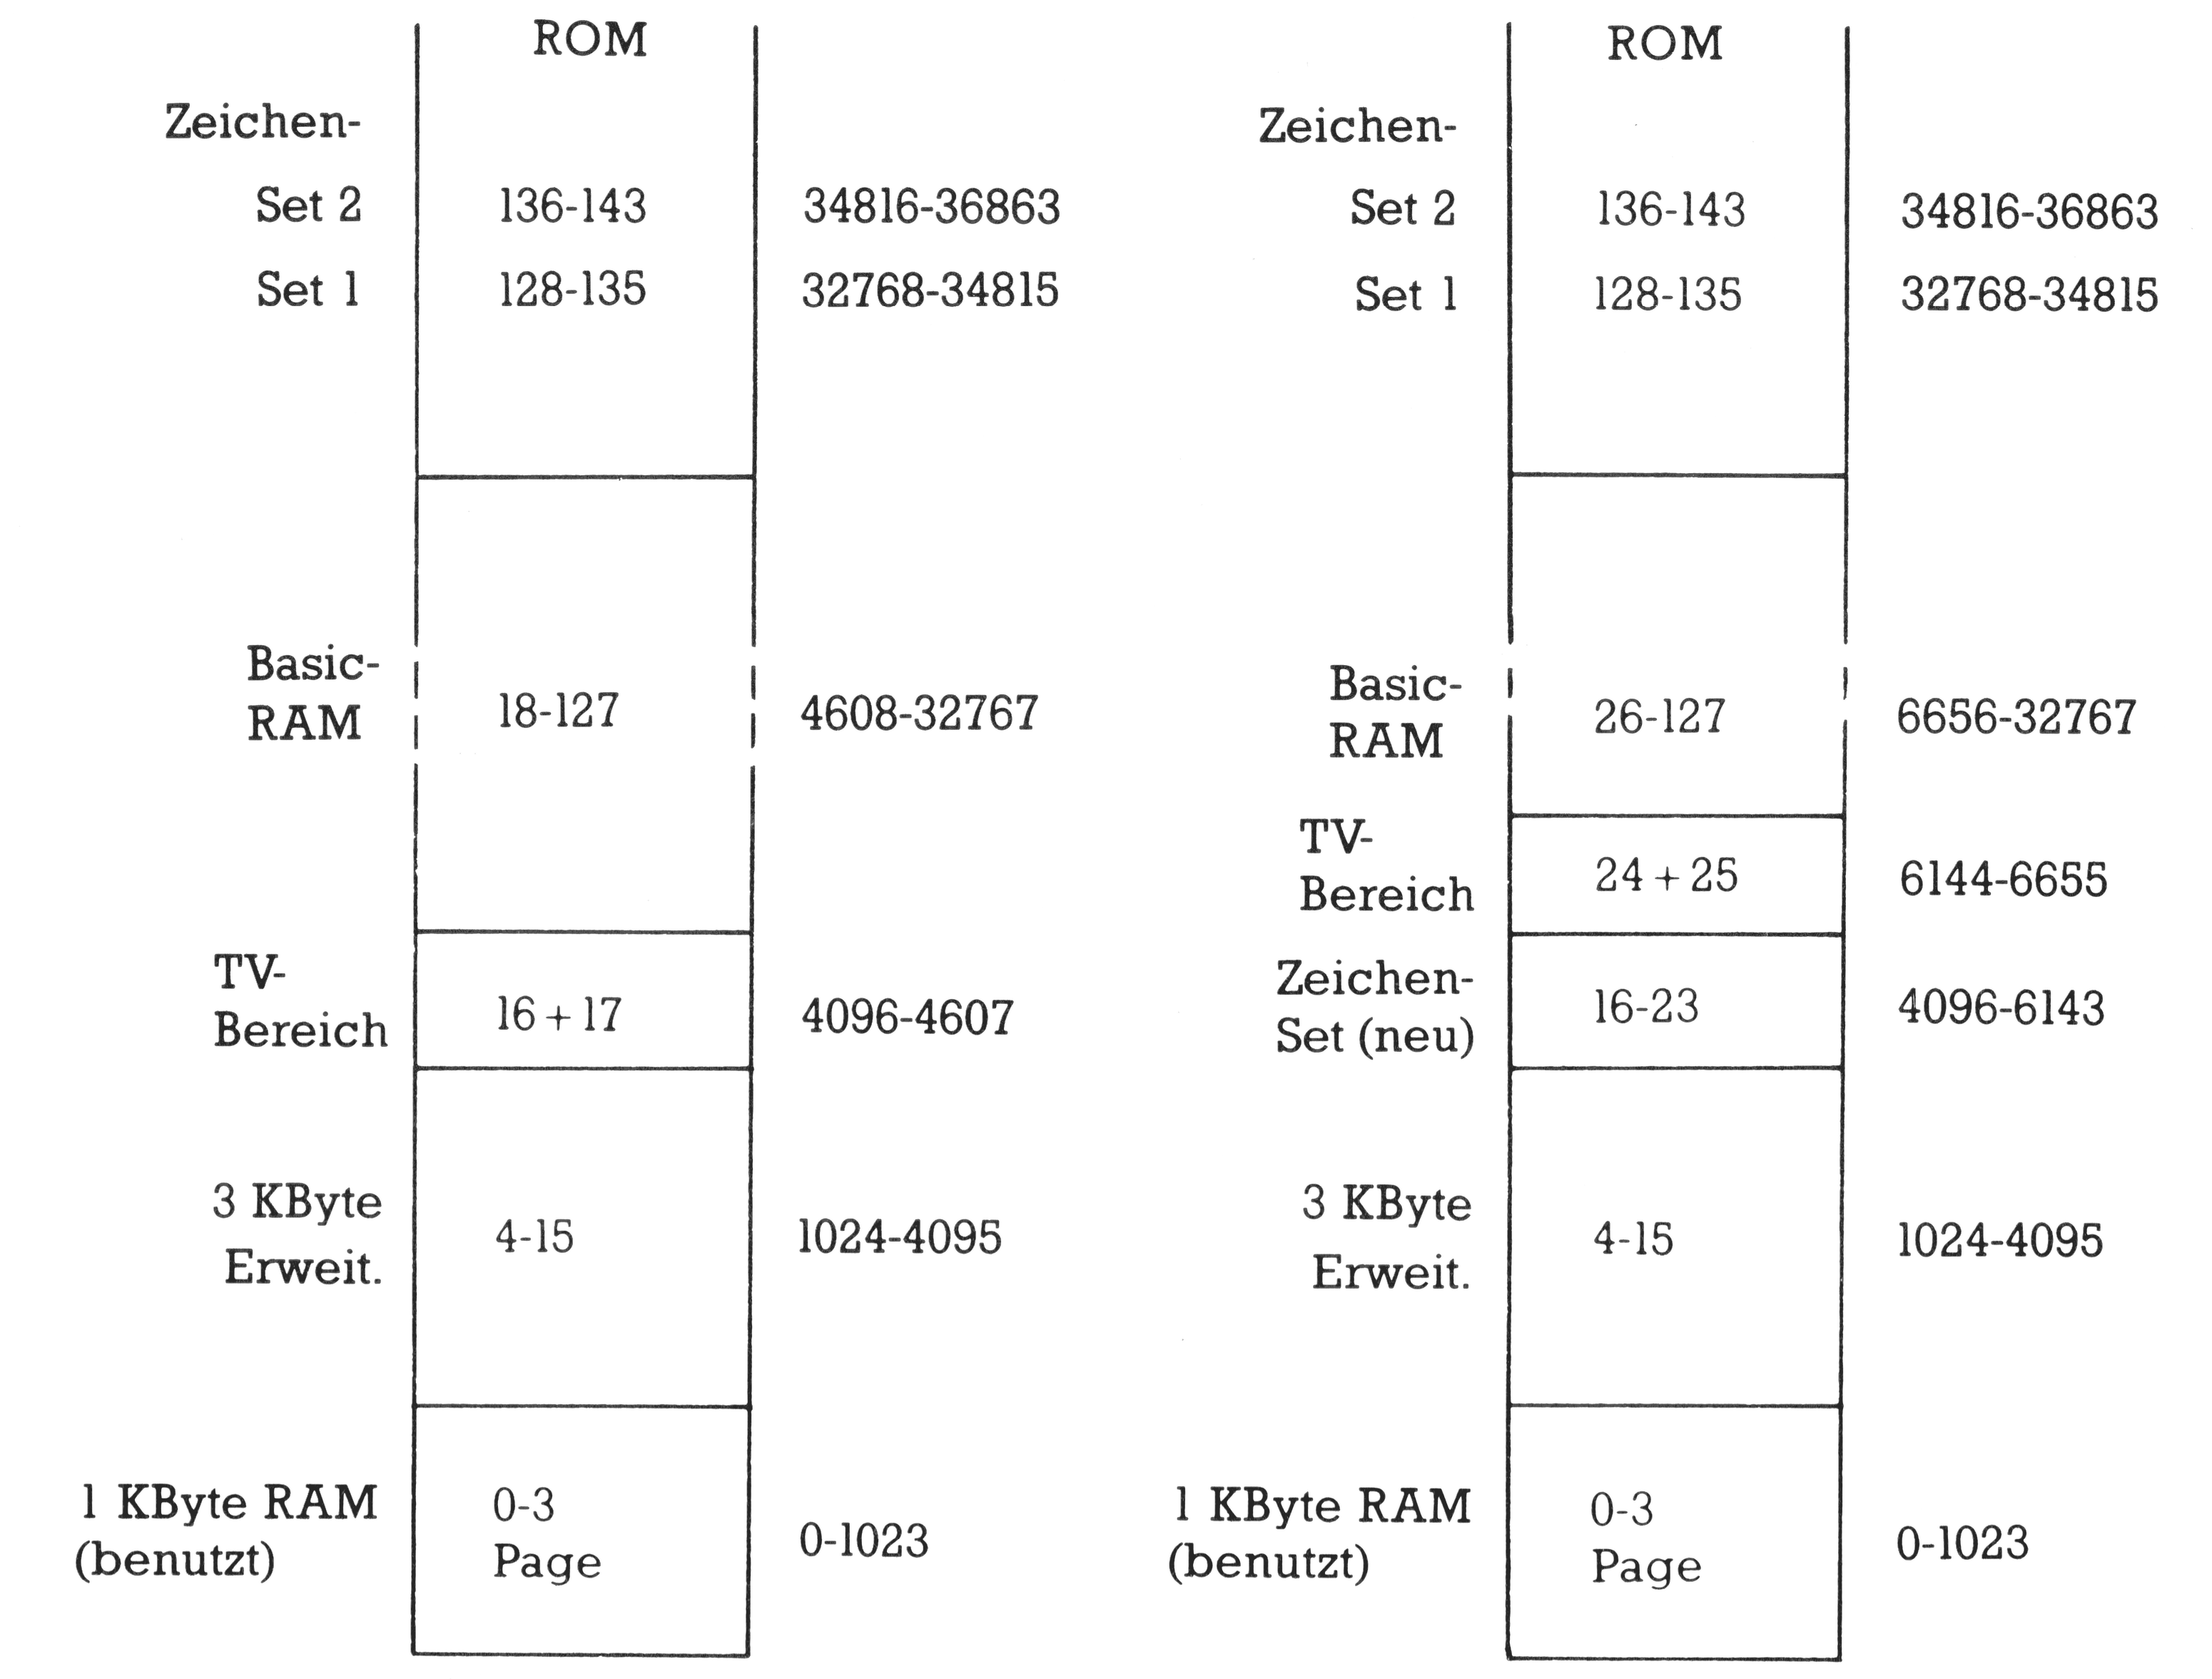 ROM
Zeichen-
Set 2 136-143 34816-36863
Set 1 128-135 32768-34815
Basic-
RAM 18-127 4608-32767
TV-
Bereich 16 + 17 4096-4607
3 KByte
Erweit. 4-15 1024-4095
1 KByte RAM 0-3
(benutzt) Page 0-1023
ROM
Zeichen-
Set 2 136-143 34816-36863
Set 1 128-135 32768-34815
Basic-
RAM 26-127 6656-32767
TV-
Bereich 24 + 25 6144-6655
Zeichen-
Set (neu) 16-23 4096-6143
3 KByte
Erweit. 4-15 1024-4095
1 KByte RAM 0-3
(benutzt) Page 0-1023